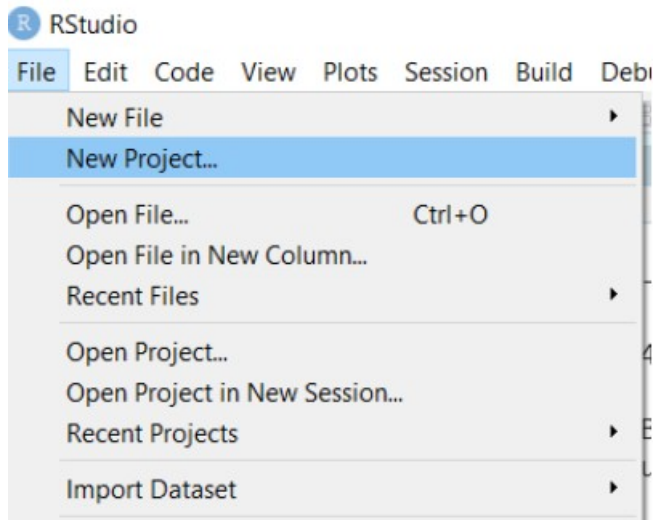 R RStudio
File Edit Code View Plots Session Build
New File
New Project...
Open File... Ctrl+O
Open File in New Column...
Recent Files
Open Project...
Open Project in New Session...
Recent Projects
Import Dataset